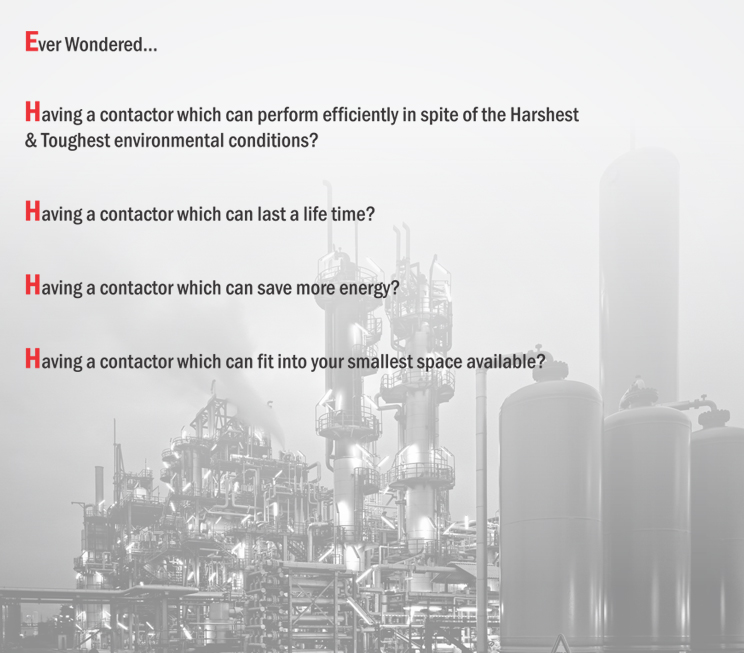 Ever Wondered...
Having a contactor which can perform efficiently in spite of the Harshest
& Toughest environmental conditions?
Having a contactor which can last a life time?
Having a contactor which can save more energy?
Having a contactor which can fit into your smallest space available?